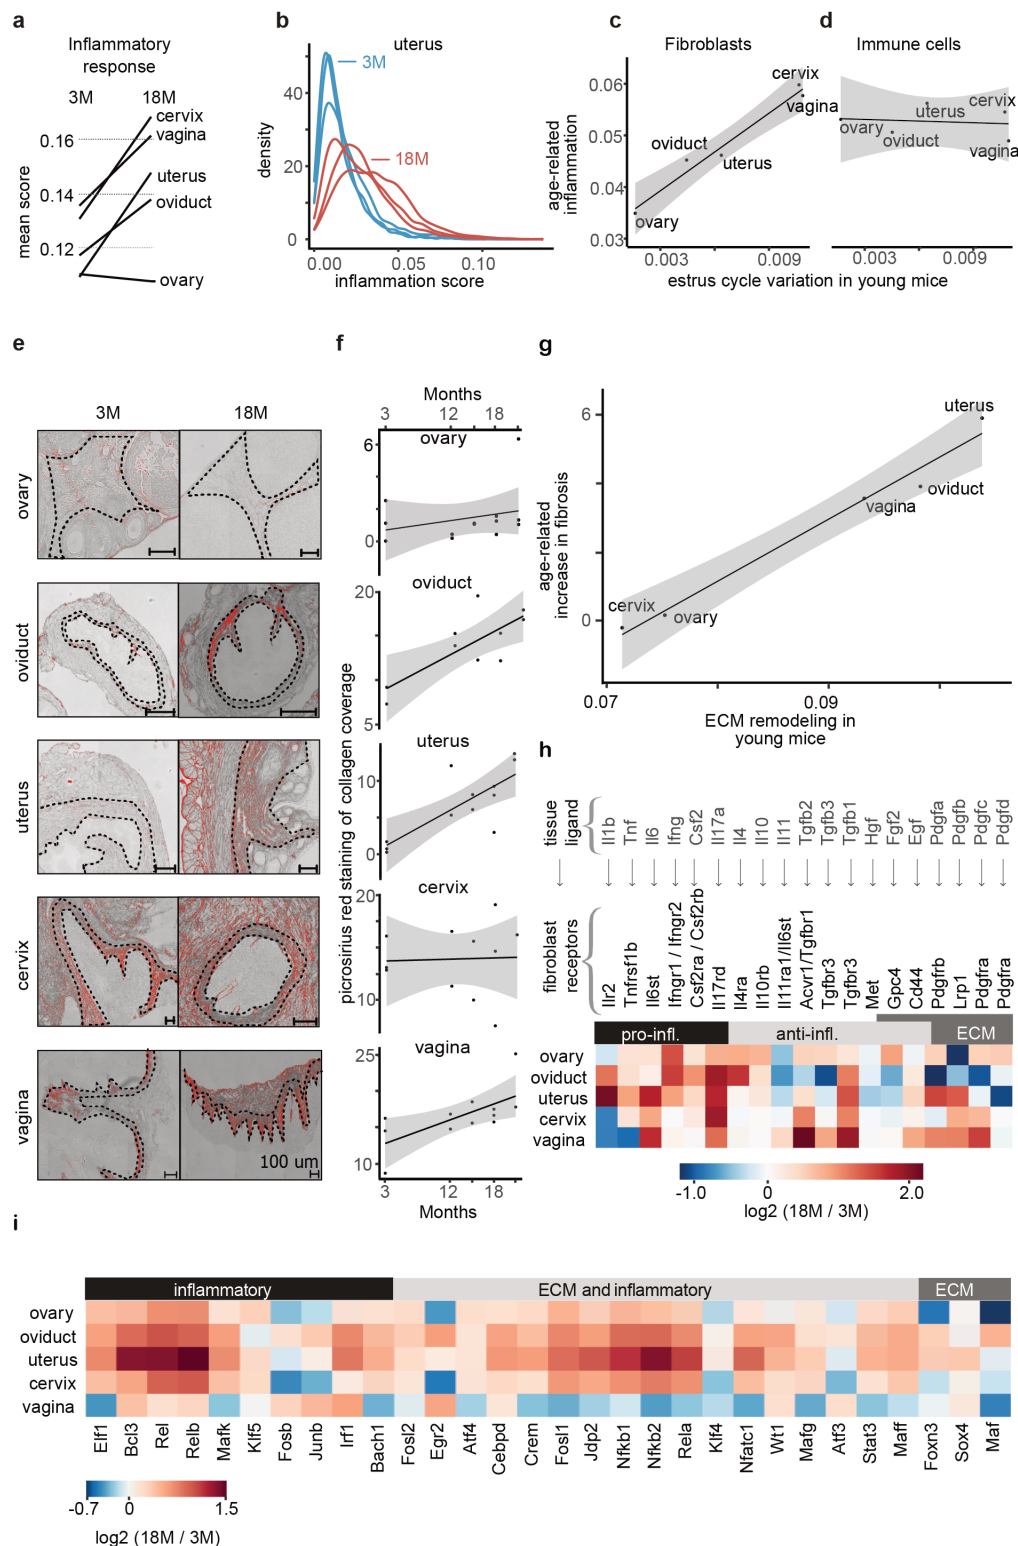 a
Inflammatory
response
3M
18M
mean score
0.16
0.14
0.12
cervix
vagina
uterus
oviduct
ovary
b
uterus
3M
18M
density
40
20
0
0.00
0.05
0.10
inflammation score
c
Fibroblasts
age-related
inflammation
0.06
0.05
0.04
0.03
cervix
vagina
oviduct
uterus
ovary
0.003
0.009
d
Immune cells
cervix
uterus
ovary
oviduct
vagina
0.003
0.009
estrus cycle variation in young mice
e
3M
18M
ovary
oviduct
uterus
cervix
vagina
100 um
f
Months
3
12
18
picrosirius red staining of collagen coverage
ovary
6
0
oviduct
20
5
uterus
10
0
cervix
20
10
vagina
25
10
3
12
18
Months
g
age-related
increase in fibrosis
6
0
uterus
oviduct
vagina
cervix
ovary
0.07
0.09
ECM remodeling in
young mice
h
tissue
ligand
Il1b
Tnf
Il6
Ifng
Csf2
Il17a
Il4
Il10
Il11
Tgfb2
Tgfb3
Tgfb1
Hgf
Fgf2
Egf
Pdgfa
Pdgfb
Pdgfc
Pdgfd
fibroblast
receptors
Ilr2
Tnfrsf1b
Il6st
Ifngr1 / Ifngr2
Csf2ra / Csf2rb
Il17rd
Il4ra
Il10rb
Il11ra1/Il6st
Acvr1/Tgfbr1
Tgfbr3
Tgfbr3
Met
Gpc4
Cd44
Pdgfrb
Lrp1
Pdgfra
Pdgfra
pro-infl.
anti-infl.
ECM
ovary
oviduct
uterus
cervix
vagina
-1.0
0
2.0
log2 (18M / 3M)
i
inflammatory
ECM and inflammatory
ECM
ovary
oviduct
uterus
cervix
vagina
Elf1
Bcl3
Rel
Relb
Mafk
Klf5
Fosb
Junb
Irf1
Bach1
Fosl2
Egr2
Atf4
Cebpd
Crem
Fosl1
Jdp2
Nfkb1
Nfkb2
Rela
Klf4
Nfatc1
Wt1
Mafg
Atf3
Stat3
Maff
Foxn3
Sox4
Maf
-0.7
0
1.5
log2 (18M / 3M)